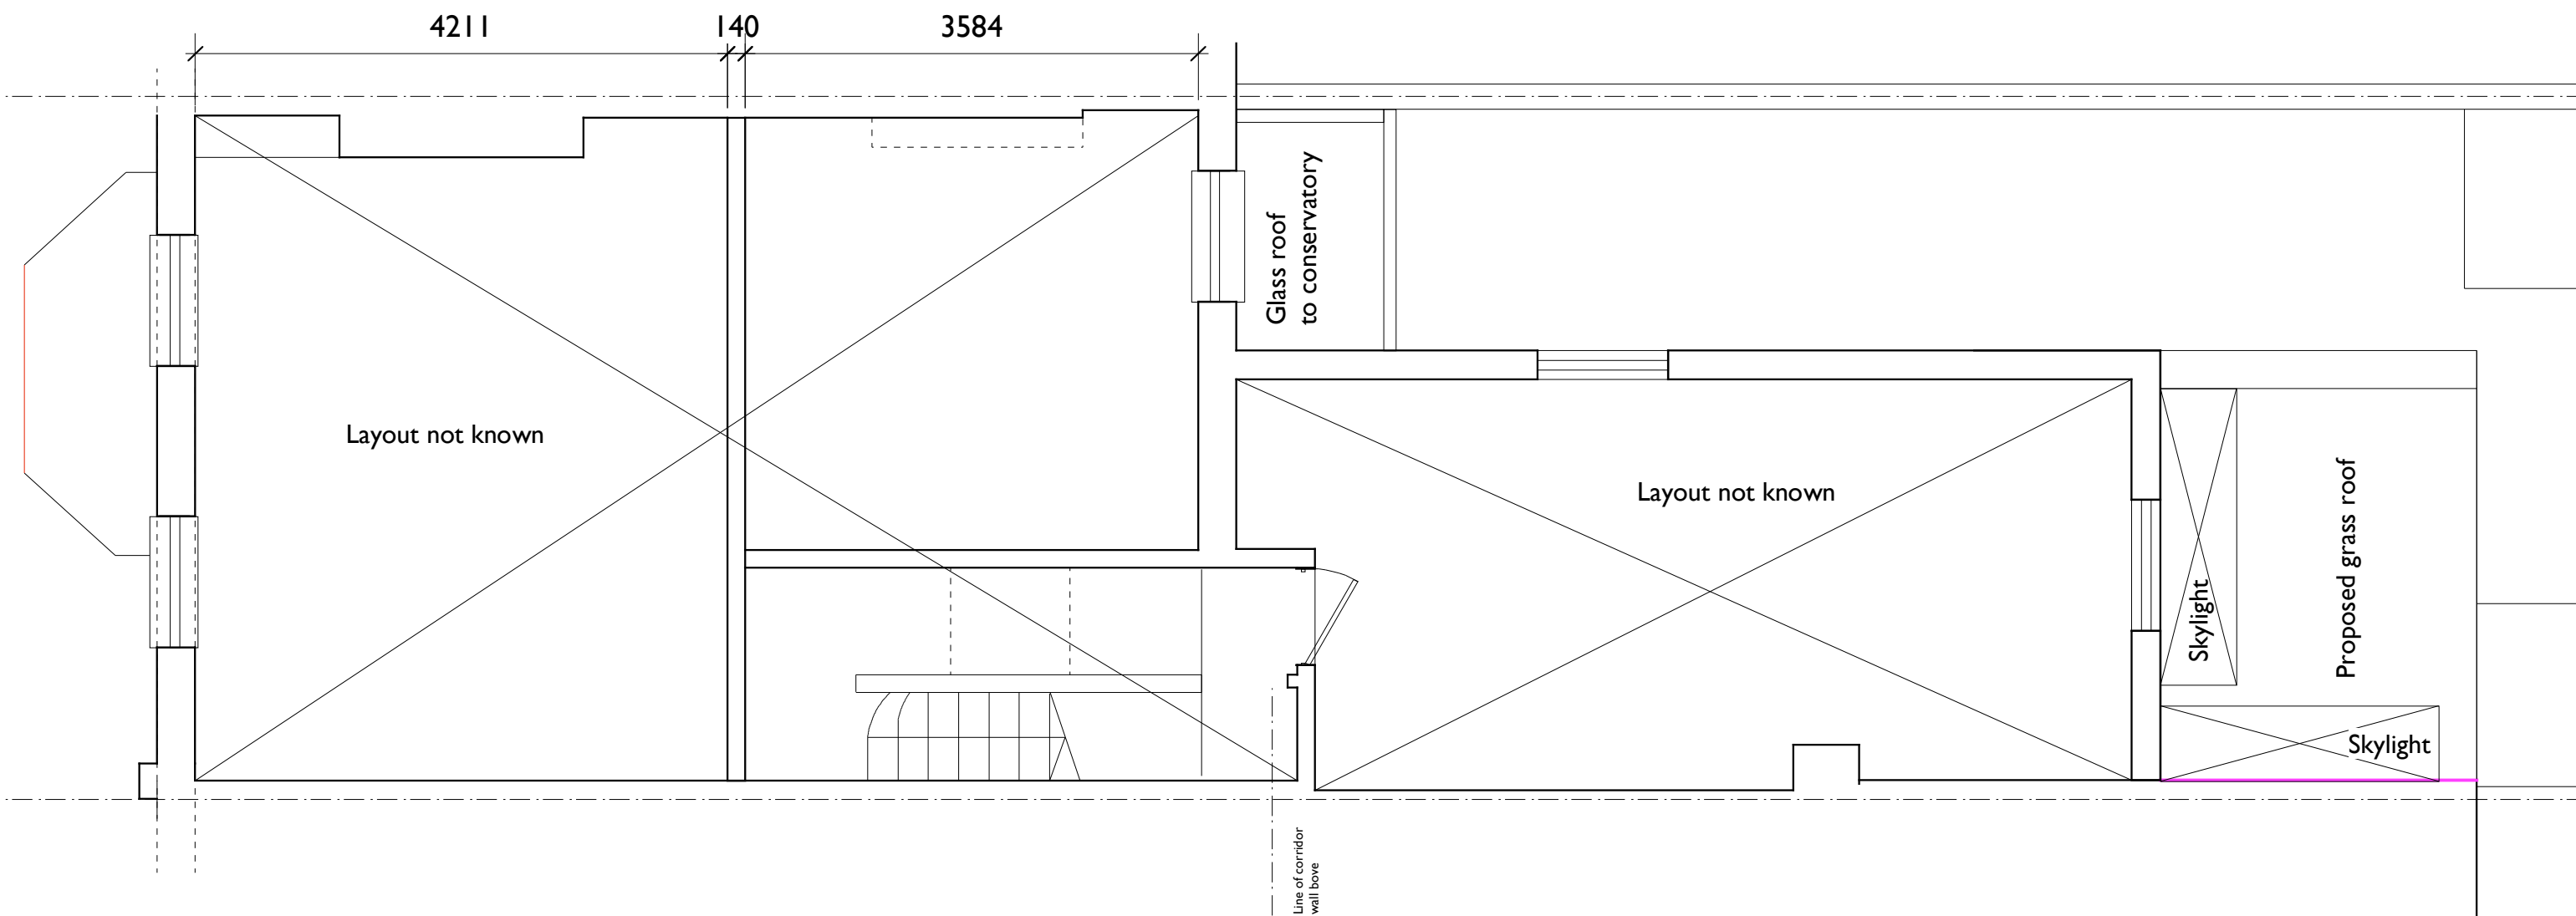 4211
140
3584
Glass roof
to conservatory
Layout not known
Layout not known
Skylight
Proposed grass roof
Skylight
Line of corridor
wall bove